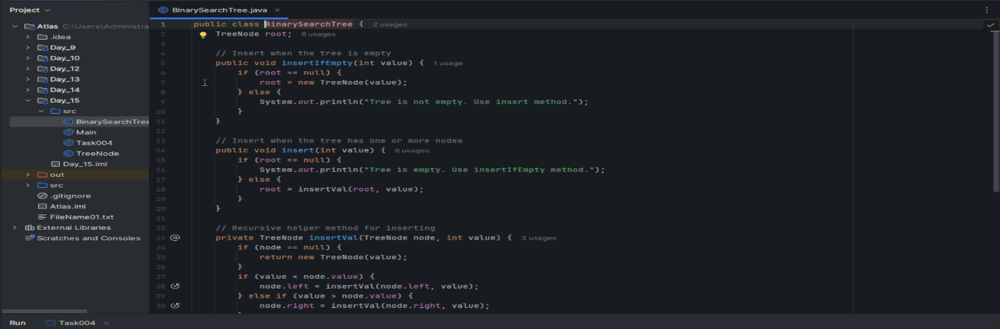 Project
Atlas C:\Users\Administra
.idea
Day_9
Day_10
Day_12
Day_13
Day_14
Day_15
src
BinarySearchTree
Main
Task004
TreeNode
Day_15.iml
out
src
.gitignore
Atlas.iml
FileName01.txt
External Libraries
Scratches and Consoles
BinarySearchTree.java
1 public class BinarySearchTree { 2 usages
2 TreeNode root; 6 usages
3
4 // Insert when the tree is empty
5 public void insertIfEmpty(int value) { 1 usage
6 if (root == null) {
7 root = new TreeNode(value);
8 } else {
9 System.out.println("Tree is not empty. Use insert method.");
10 }
11 }
12
13 // Insert when the tree has one or more nodes
14 public void insert(int value) { 6 usages
15 if (root == null) {
16 System.out.println("Tree is empty. Use insertIfEmpty method.");
17 } else {
18 root = insertVal(root, value);
19 }
20 }
21
22 // Recursive helper method for inserting
23 private TreeNode insertVal(TreeNode node, int value) { 3 usages
24 if (node == null) {
25 return new TreeNode(value);
26 }
27 if (value < node.value) {
28 node.left = insertVal(node.left, value);
29 } else if (value > node.value) {
30 node.right = insertVal(node.right, value);
Run Task004